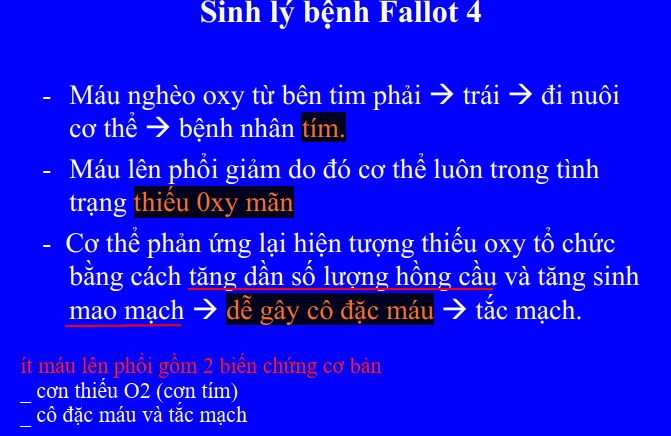 Sinh lý bệnh Fallot 4
- Máu nghèo oxy từ bên tim phải → trái → đi nuôi
cơ thể → bệnh nhân tím.
- Máu lên phổi giảm do đó cơ thể luôn trong tình
trạng thiếu 0xy mãn
- Cơ thể phản ứng lại hiện tượng thiếu oxy tổ chức
bằng cách tăng dần số lượng hồng cầu và tăng sinh
mao mạch → dễ gây cô đặc máu → tắc mạch.
ít máu lên phổi gồm 2 biến chứng cơ bản
_ cơn thiếu O2 (cơn tím)
_ cô đặc máu và tắc mạch